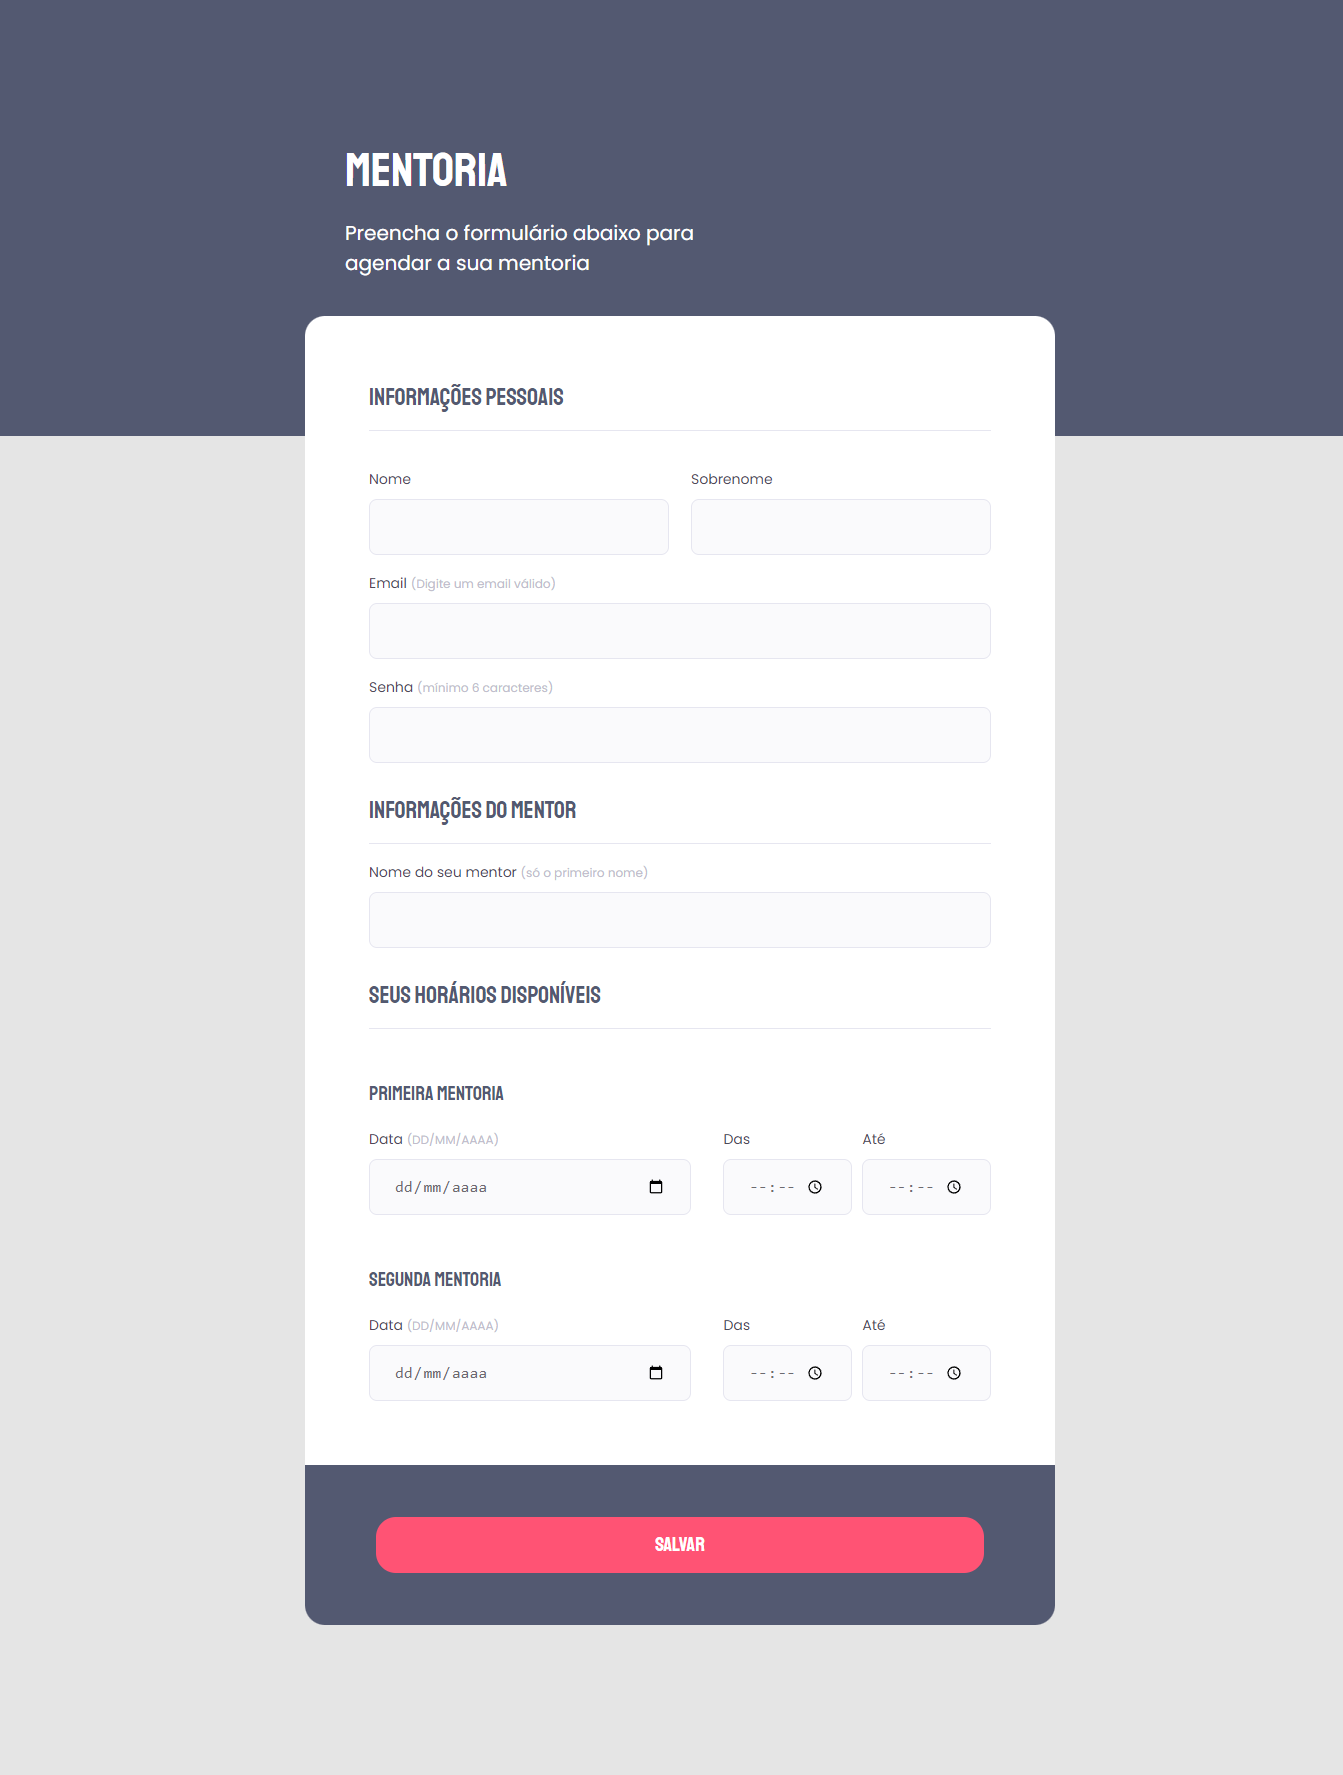 MENTORIA
Preencha o formulário abaixo para
agendar a sua mentoria
INFORMAÇÕES PESSOAIS
Nome Sobrenome
Email (Digite um email válido)
Senha (mínimo 6 caracteres)
INFORMAÇÕES DO MENTOR
Nome do seu mentor (só o primeiro nome)
SEUS HORÁRIOS DISPONÍVEIS
PRIMEIRA MENTORIA
Data (DD/MM/AAAA) Das Até
dd/mm/aaaa --:-- --:--
SEGUNDA MENTORIA
Data (DD/MM/AAAA) Das Até
dd/mm/aaaa --:-- --:--
SALVAR